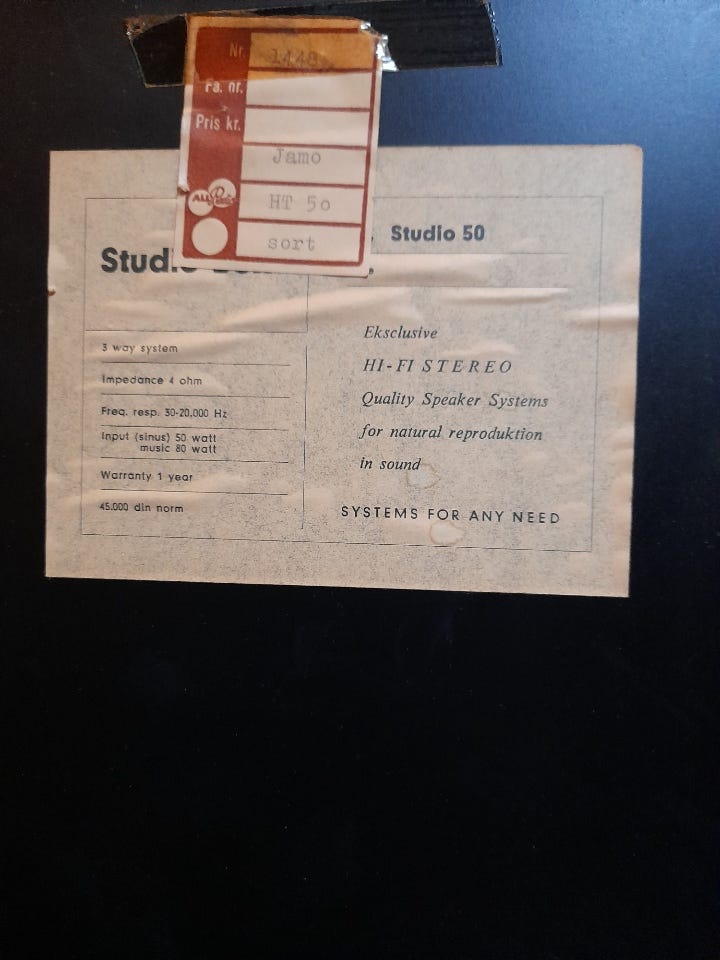 Nr. 1448
Fa. nr.
Pris kr.
Jamo
HT 5o
sort
Studio 50
3 way system
Impedance 4 ohm
Freq. resp. 30-20.000 Hz
Input (sinus) 50 watt
music 80 watt
Warranty 1 year
45.000 din norm
Eksclusive
HI-FI STEREO
Quality Speaker Systems
for natural reproduktion
in sound
SYSTEMS FOR ANY NEED